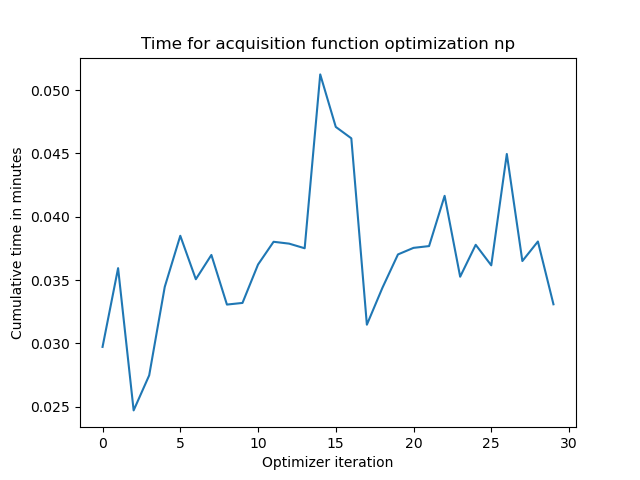 Time for acquisition function optimization np
Cumulative time in minutes
0.050
0.045
0.040
0.035
0.030
0.025
0 5 10 15 20 25 30
Optimizer iteration